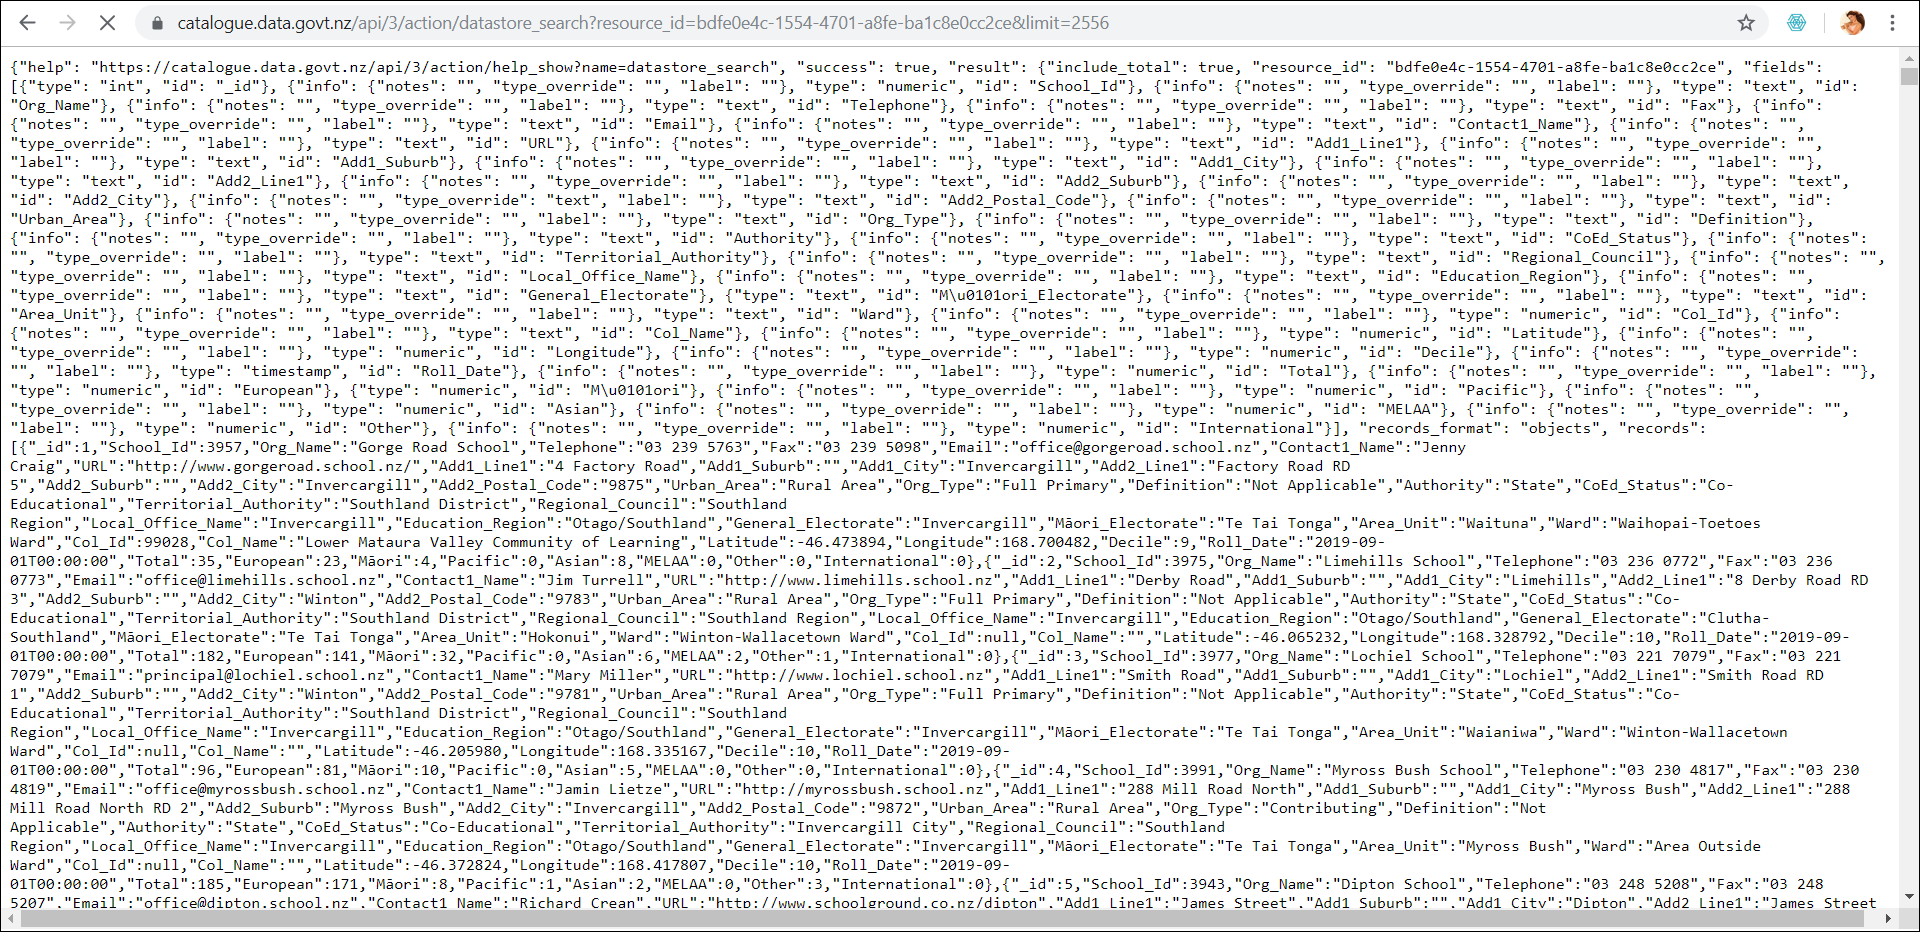 catalogue.data.govt.nz/api/3/action/datastore_search?resource_id=bdfe0e4c-1554-4701-a8fe-ba1c8e0cc2ce&limit=2556
{"help": "https://catalogue.data.govt.nz/api/3/action/help_show?name=datastore_search", "success": true, "result": {"include_total": true, "resource_id": "bdfe0e4c-1554-4701-a8fe-ba1c8e0cc2ce", "fields":
[{"type": "int", "id": "_id"}, {"info": {"notes": "", "type_override": "", "label": ""}, "type": "numeric", "id": "School_Id"}, {"info": {"notes": "", "type_override": "", "label": ""}, "type": "text", "id":
"Org_Name"}, {"info": {"notes": "", "type_override": "", "label": ""}, "type": "text", "id": "Telephone"}, {"info": {"notes": "", "type_override": "", "label": ""}, "type": "text", "id": "Fax"}, {"info":
{"notes": "", "type_override": "", "label": ""}, "type": "text", "id": "Email"}, {"info": {"notes": "", "type_override": "", "label": ""}, "type": "text", "id": "Contact1_Name"}, {"info": {"notes": "",
"type_override": "", "label": ""}, "type": "text", "id": "URL"}, {"info": {"notes": "", "type_override": "", "label": ""}, "type": "text", "id": "Add1_Line1"}, {"info": {"notes": "", "type_override": "",
"label": ""}, "type": "text", "id": "Add1_Suburb"}, {"info": {"notes": "", "type_override": "", "label": ""}, "type": "text", "id": "Add1_City"}, {"info": {"notes": "", "type_override": "", "label": ""},
"type": "text", "id": "Add2_Line1"}, {"info": {"notes": "", "type_override": "", "label": ""}, "type": "text", "id": "Add2_Suburb"}, {"info": {"notes": "", "type_override": "", "label": ""}, "type": "text",
"id": "Add2_City"}, {"info": {"notes": "", "type_override": "text", "label": ""}, "type": "text", "id": "Add2_Postal_Code"}, {"info": {"notes": "", "type_override": "", "label": ""}, "type": "text", "id":
"Urban_Area"}, {"info": {"notes": "", "type_override": "", "label": ""}, "type": "text", "id": "Org_Type"}, {"info": {"notes": "", "type_override": "", "label": ""}, "type": "text", "id": "Definition"},
{"info": {"notes": "", "type_override": "", "label": ""}, "type": "text", "id": "Authority"}, {"info": {"notes": "", "type_override": "", "label": ""}, "type": "text", "id": "CoEd_Status"}, {"info": {"notes":
"", "type_override": "", "label": ""}, "type": "text", "id": "Territorial_Authority"}, {"info": {"notes": "", "type_override": "", "label": ""}, "type": "text", "id": "Regional_Council"}, {"info": {"notes": "",
"type_override": "", "label": ""}, "type": "text", "id": "Local_Office_Name"}, {"info": {"notes": "", "type_override": "", "label": ""}, "type": "text", "id": "Education_Region"}, {"info": {"notes": "",
"type_override": "", "label": ""}, "type": "text", "id": "General_Electorate"}, {"type": "text", "id": "M\u0101ori_Electorate"}, {"info": {"notes": "", "type_override": "", "label": ""}, "type": "text", "id":
"Area_Unit"}, {"info": {"notes": "", "type_override": "", "label": ""}, "type": "text", "id": "Ward"}, {"info": {"notes": "", "type_override": "", "label": ""}, "type": "numeric", "id": "Col_Id"}, {"info":
{"notes": "", "type_override": "", "label": ""}, "type": "text", "id": "Col_Name"}, {"info": {"notes": "", "type_override": "", "label": ""}, "type": "numeric", "id": "Latitude"}, {"info": {"notes": "",
"type_override": "", "label": ""}, "type": "numeric", "id": "Longitude"}, {"info": {"notes": "", "type_override": "", "label": ""}, "type": "numeric", "id": "Decile"}, {"info": {"notes": "", "type_override":
"", "label": ""}, "type": "timestamp", "id": "Roll_Date"}, {"info": {"notes": "", "type_override": "", "label": ""}, "type": "numeric", "id": "Total"}, {"info": {"notes": "", "type_override": "", "label": ""},
"type": "numeric", "id": "European"}, {"type": "numeric", "id": "M\u0101ori"}, {"info": {"notes": "", "type_override": "", "label": ""}, "type": "numeric", "id": "Pacific"}, {"info": {"notes": "",
"type_override": "", "label": ""}, "type": "numeric", "id": "Asian"}, {"info": {"notes": "", "type_override": "", "label": ""}, "type": "numeric", "id": "MELAA"}, {"info": {"notes": "", "type_override": "",
"label": ""}, "type": "numeric", "id": "Other"}, {"info": {"notes": "", "type_override": "", "label": ""}, "type": "numeric", "id": "International"}], "records_format": "objects", "records":
[{"_id":1,"School_Id":3957,"Org_Name":"Gorge Road School","Telephone":"03 239 5763","Fax":"03 239 5098","Email":"office@gorgeroad.school.nz","Contact1_Name":"Jenny
Craig","URL":"http://www.gorgeroad.school.nz/","Add1_Line1":"4 Factory Road","Add1_Suburb":"","Add1_City":"Invercargill","Add2_Line1":"Factory Road RD
5","Add2_Suburb":"","Add2_City":"Invercargill","Add2_Postal_Code":"9875","Urban_Area":"Rural Area","Org_Type":"Full Primary","Definition":"Not Applicable","Authority":"State","CoEd_Status":"Co-
Educational","Territorial_Authority":"Southland District","Regional_Council":"Southland
Region","Local_Office_Name":"Invercargill","Education_Region":"Otago/Southland","General_Electorate":"Invercargill","Māori_Electorate":"Te Tai Tonga","Area_Unit":"Waituna","Ward":"Waihopai-Toetoes
Ward","Col_Id":99028,"Col_Name":"Lower Mataura Valley Community of Learning","Latitude":-46.473894,"Longitude":168.700482,"Decile":9,"Roll_Date":"2019-09-
01T00:00:00","Total":35,"European":23,"Māori":4,"Pacific":0,"Asian":8,"MELAA":0,"Other":0,"International":0},{"_id":2,"School_Id":3975,"Org_Name":"Limehills School","Telephone":"03 236 0772","Fax":"03 236
0773","Email":"office@limehills.school.nz","Contact1_Name":"Jim Turrell","URL":"http://www.limehills.school.nz","Add1_Line1":"Derby Road","Add1_Suburb":"","Add1_City":"Limehills","Add2_Line1":"8 Derby Road RD
3","Add2_Suburb":"","Add2_City":"Winton","Add2_Postal_Code":"9783","Urban_Area":"Rural Area","Org_Type":"Full Primary","Definition":"Not Applicable","Authority":"State","CoEd_Status":"Co-
Educational","Territorial_Authority":"Southland District","Regional_Council":"Southland Region","Local_Office_Name":"Invercargill","Education_Region":"Otago/Southland","General_Electorate":"Clutha-
Southland","Māori_Electorate":"Te Tai Tonga","Area_Unit":"Hokonui","Ward":"Winton-Wallacetown Ward","Col_Id":null,"Col_Name":"","Latitude":-46.065232,"Longitude":168.328792,"Decile":10,"Roll_Date":"2019-09-
01T00:00:00","Total":182,"European":141,"Māori":32,"Pacific":0,"Asian":6,"MELAA":2,"Other":1,"International":0},{"_id":3,"School_Id":3977,"Org_Name":"Lochiel School","Telephone":"03 221 7079","Fax":"03 221
7079","Email":"principal@lochiel.school.nz","Contact1_Name":"Mary Miller","URL":"http://www.lochiel.school.nz","Add1_Line1":"Smith Road","Add1_Suburb":"","Add1_City":"Lochiel","Add2_Line1":"Smith Road RD
1","Add2_Suburb":"","Add2_City":"Winton","Add2_Postal_Code":"9781","Urban_Area":"Rural Area","Org_Type":"Full Primary","Definition":"Not Applicable","Authority":"State","CoEd_Status":"Co-
Educational","Territorial_Authority":"Southland District","Regional_Council":"Southland
Region","Local_Office_Name":"Invercargill","Education_Region":"Otago/Southland","General_Electorate":"Invercargill","Māori_Electorate":"Te Tai Tonga","Area_Unit":"Waianiwa","Ward":"Winton-Wallacetown
Ward","Col_Id":null,"Col_Name":"","Latitude":-46.205980,"Longitude":168.335167,"Decile":10,"Roll_Date":"2019-09-
01T00:00:00","Total":96,"European":81,"Māori":10,"Pacific":0,"Asian":5,"MELAA":0,"Other":0,"International":0},{"_id":4,"School_Id":3991,"Org_Name":"Myross Bush School","Telephone":"03 230 4817","Fax":"03 230
4819","Email":"office@myrossbush.school.nz","Contact1_Name":"Jamin Lietze","URL":"http://myrossbush.school.nz","Add1_Line1":"288 Mill Road North","Add1_Suburb":"","Add1_City":"Myross Bush","Add2_Line1":"288
Mill Road North RD 2","Add2_Suburb":"Myross Bush","Add2_City":"Invercargill","Add2_Postal_Code":"9872","Urban_Area":"Rural Area","Org_Type":"Contributing","Definition":"Not
Applicable","Authority":"State","CoEd_Status":"Co-Educational","Territorial_Authority":"Invercargill City","Regional_Council":"Southland
Region","Local_Office_Name":"Invercargill","Education_Region":"Otago/Southland","General_Electorate":"Invercargill","Māori_Electorate":"Te Tai Tonga","Area_Unit":"Myross Bush","Ward":"Area Outside
Ward","Col_Id":null,"Col_Name":"","Latitude":-46.372824,"Longitude":168.417807,"Decile":10,"Roll_Date":"2019-09-
01T00:00:00","Total":185,"European":171,"Māori":8,"Pacific":1,"Asian":2,"MELAA":0,"Other":3,"International":0},{"_id":5,"School_Id":3943,"Org_Name":"Dipton School","Telephone":"03 248 5208","Fax":"03 248
5207","Email":"office@dipton.school.nz","Contact1_Name":"Richard Crean","URL":"http://www.schoolground.co.nz/dipton","Add1_Line1":"James Street","Add1_Suburb":"","Add1_City":"Dipton","Add2_Line1":"James Street